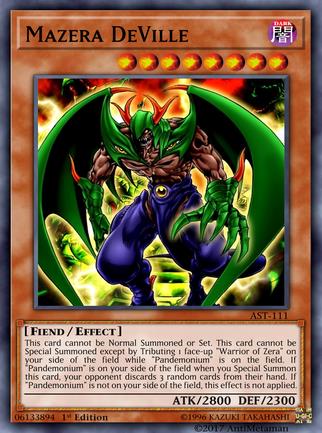 Mazera DeVille
DARK
闇
AST-111
[Fiend / Effect]
This card cannot be Normal Summoned or Set. This card cannot be
Special Summoned except by Tributing 1 face-up "Warrior of Zera" on
your side of the field while "Pandemonium" is on the field. If
"Pandemonium" is on your side of the field when you Special Summon
this card, your opponent discards 3 random cards from their hand. If
"Pandemonium" is not on your side of the field, this effect is not applied.
ATK/2800 DEF/2300
06133894 1st Edition ©1996 KAZUKI TAKAHASHI
©2017 AntiMetaman